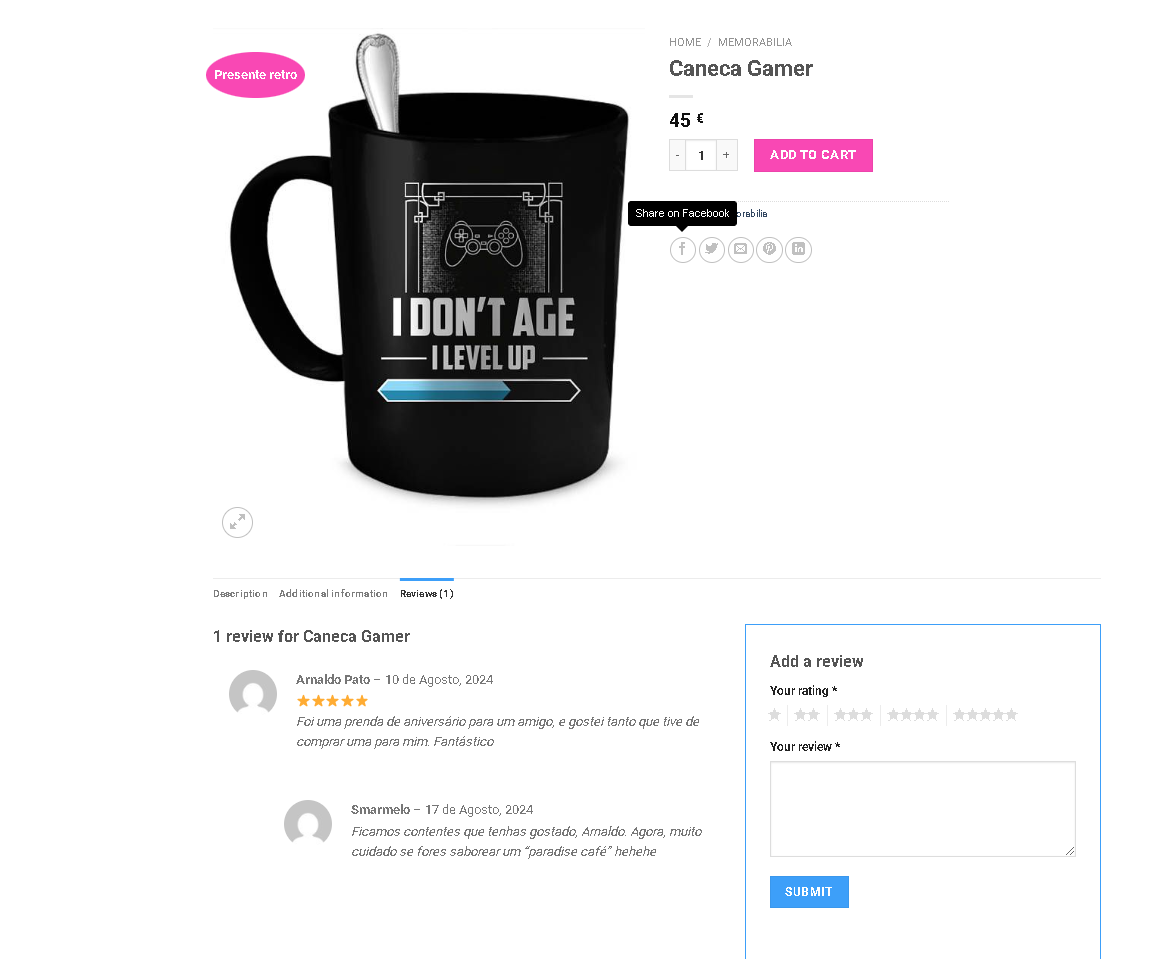 Presente retro
I DON'T AGE
I LEVEL UP
HOME / MEMORABILIA
Caneca Gamer
45 €
- 1 +
ADD TO CART
Share on Facebook
Description Additional information Reviews (1)
1 review for Caneca Gamer
Arnaldo Pato – 10 de Agosto, 2024
Foi uma prenda de aniversário para um amigo, e gostei tanto que tive de
comprar uma para mim. Fantástico
Smarmelo – 17 de Agosto, 2024
Ficamos contentes que tenhas gostado, Arnaldo. Agora, muito
cuidado se fores saborear um “paradise café” hehehe
Add a review
Your rating *
Your review *
SUBMIT